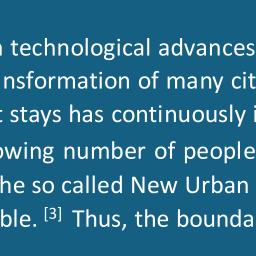 technological advances
nsformation of many cit
t stays has continuously i
owing number of people
he so called New Urban
ble. [3] Thus, the bounda